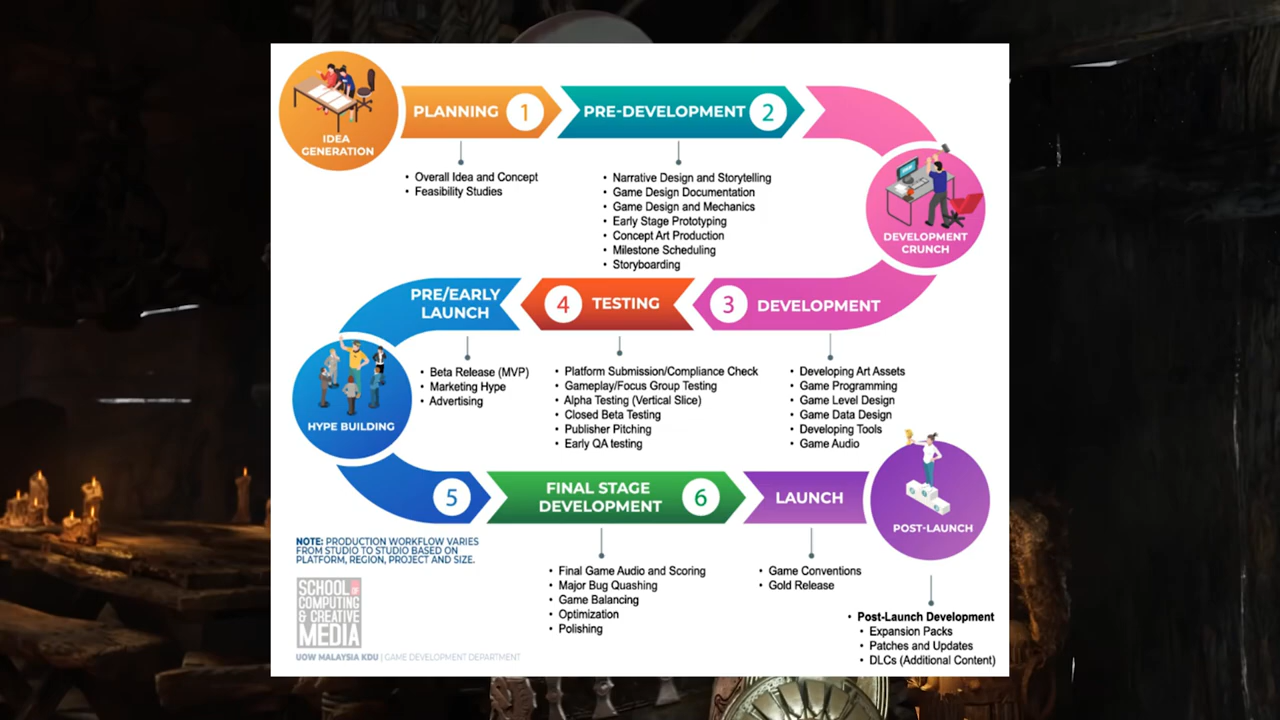 IDEA
GENERATION
PLANNING 1
• Overall Idea and Concept
• Feasibility Studies
PRE-DEVELOPMENT 2
• Narrative Design and Storytelling
• Game Design Documentation
• Game Design and Mechanics
• Early Stage Prototyping
• Concept Art Production
• Milestone Scheduling
• Storyboarding
DEVELOPMENT
CRUNCH
3 DEVELOPMENT
• Developing Art Assets
• Game Programming
• Game Level Design
• Game Data Design
• Developing Tools
• Game Audio
4 TESTING
• Platform Submission/Compliance Check
• Gameplay/Focus Group Testing
• Alpha Testing (Vertical Slice)
• Closed Beta Testing
• Publisher Pitching
• Early QA testing
PRE/EARLY
LAUNCH
• Beta Release (MVP)
• Marketing Hype
• Advertising
HYPE BUILDING
5
FINAL STAGE
DEVELOPMENT 6
• Final Game Audio and Scoring
• Major Bug Quashing
• Game Balancing
• Optimization
• Polishing
LAUNCH
• Game Conventions
• Gold Release
POST-LAUNCH
• Post-Launch Development
• Expansion Packs
• Patches and Updates
• DLCs (Additional Content)
NOTE: PRODUCTION WORKFLOW VARIES
FROM STUDIO TO STUDIO BASED ON
PLATFORM, REGION, PROJECT AND SIZE.
SCHOOL OF
COMPUTING
& CREATIVE
MEDIA
UOW MALAYSIA KDU | GAME DEVELOPMENT DEPARTMENT